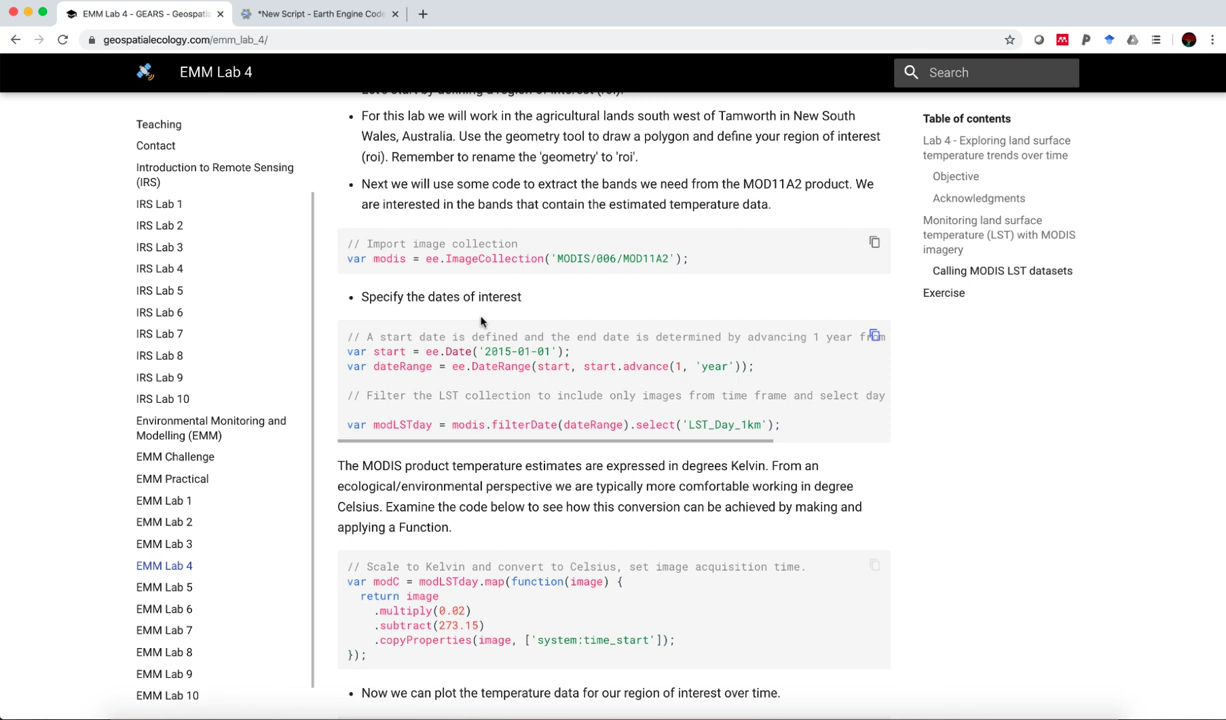 EMM Lab 4 - GEARS - Geospati
*New Script - Earth Engine Cod
geospatialecology.com/emm_lab_4/
EMM Lab 4
Search
Teaching
Contact
Introduction to Remote Sensing
(IRS)
IRS Lab 1
IRS Lab 2
IRS Lab 3
IRS Lab 4
IRS Lab 5
IRS Lab 6
IRS Lab 7
IRS Lab 8
IRS Lab 9
IRS Lab 10
Environmental Monitoring and
Modelling (EMM)
EMM Challenge
EMM Practical
EMM Lab 1
EMM Lab 2
EMM Lab 3
EMM Lab 4
EMM Lab 5
EMM Lab 6
EMM Lab 7
EMM Lab 8
EMM Lab 9
EMM Lab 10
Let's start by defining a region of interest (roi).
• For this lab we will work in the agricultural lands south west of Tamworth in New South
Wales, Australia. Use the geometry tool to draw a polygon and define your region of interest
(roi). Remember to rename the 'geometry' to 'roi'.
• Next we will use some code to extract the bands we need from the MOD11A2 product. We
are interested in the bands that contain the estimated temperature data.
// Import image collection
var modis = ee.ImageCollection('MODIS/006/MOD11A2');
• Specify the dates of interest
// A start date is defined and the end date is determined by advancing 1 year from
var start = ee.Date('2015-01-01');
var dateRange = ee.DateRange(start, start.advance(1, 'year'));
// Filter the LST collection to include only images from time frame and select day
var modLSTday = modis.filterDate(dateRange).select('LST_Day_1km');
The MODIS product temperature estimates are expressed in degrees Kelvin. From an
ecological/environmental perspective we are typically more comfortable working in degree
Celsius. Examine the code below to see how this conversion can be achieved by making and
applying a Function.
// Scale to Kelvin and convert to Celsius, set image acquisition time.
var modC = modLSTday.map(function(image) {
return image
.multiply(0.02)
.subtract(273.15)
.copyProperties(image, ['system:time_start']);
});
• Now we can plot the temperature data for our region of interest over time.
Table of contents
Lab 4 - Exploring land surface
temperature trends over time
Objective
Acknowledgments
Monitoring land surface
temperature (LST) with MODIS
imagery
Calling MODIS LST datasets
Exercise